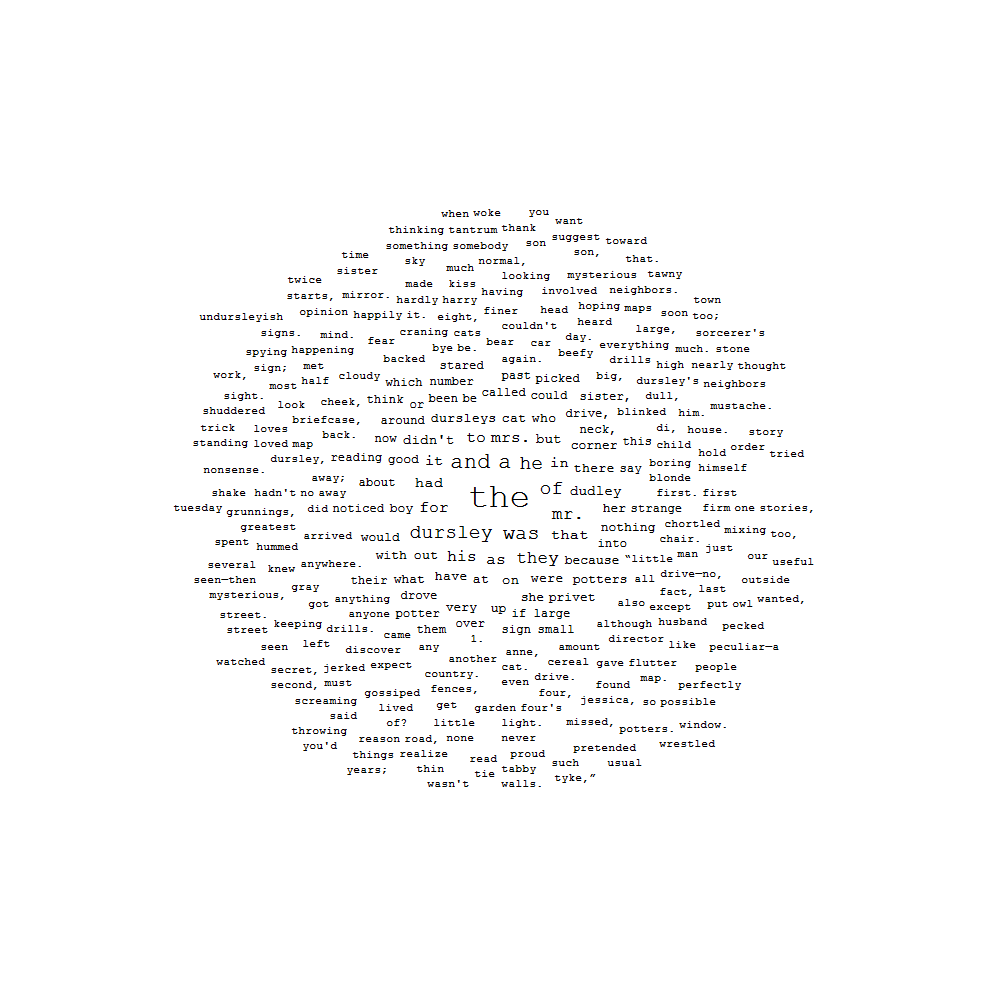 when woke you
want
thinking tantrum thank
suggest toward
something somebody son
time son,
sky normal, that.
sister much
looking mysterious tawny
twice made kiss
having involved neighbors.
starts, mirror. hardly harry town
opinion happily it. finer head hoping maps soon too;
undursleyish eight,
couldn't heard
signs. mind. craning cats large, sorcerer's
fear bear car day.
spying happening bye be. everything much. stone
backed again. beefy drills
sign; met stared high nearly thought
work, cloudy past picked big,
most half which number dursley's neighbors
sight. called could sister, dull,
look cheek, think or been be
shuddered drive, blinked him. mustache.
briefcase, around dursleys cat who
trick loves neck, di, house. story
back. now didn't to mrs. but
standing loved map corner this child
hold order tried
dursley, reading good it and a he in there say boring himself
nonsense.
away; about had blonde
shake hadn't no away the of dudley first. first
tuesday grunnings, did noticed boy for mr. her strange firm one stories,
greatest nothing chortled mixing too,
arrived would dursley was that chair.
spent hummed into just
with out his as they because “little man our useful
several knew anywhere.
seen—then their what have at on were potters all drive—no, outside
gray fact, last
mysterious, got anything drove she privet also except put owl wanted,
street. anyone potter very up if large
keeping over although husband pecked
street drills. came them sign small
1. director
seen left discover any amount like peculiar—a
anne,
watched another cereal gave flutter people
secret, jerked expect cat.
country. drive. map.
second, must even found perfectly
gossiped fences, four,
screaming jessica, so possible
lived get garden four's
said
of? little light. missed, potters. window.
throwing
reason road, none never
you'd pretended wrestled
things realize read proud
such usual
years; thin tie tabby
wasn't walls. tyke,”